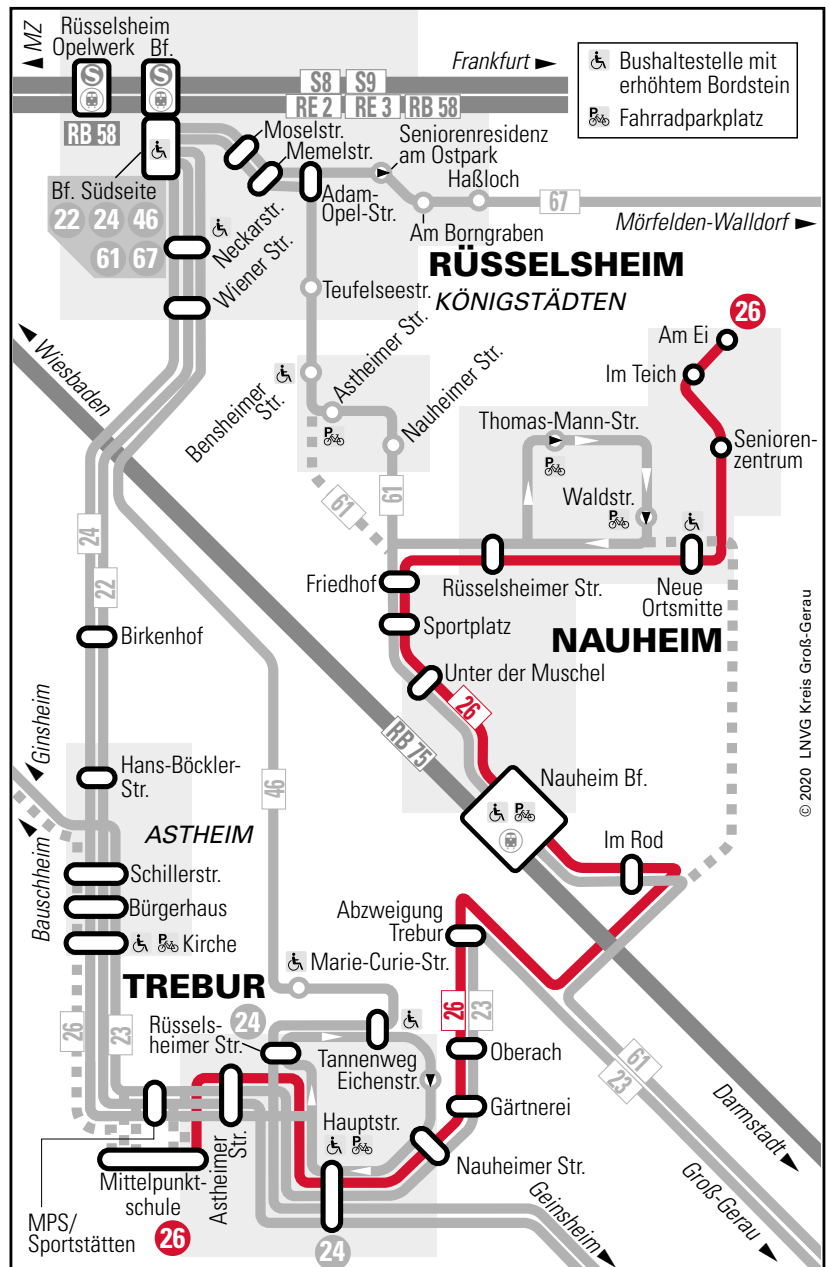 MZ
Rüsselsheim
Opelwerk
Bf.
S
S
RB 58
S8
S9
RE 2
RE 3
RB 58
Frankfurt
Bushaltestelle mit
erhöhtem Bordstein
P
Fahrradparkplatz
Moselstr.
Memelstr.
Seniorenresidenz
am Ostpark
Haßloch
Bf. Südseite
22
24
46
61
67
Adam-
Opel-Str.
Am Borngraben
67
Mörfelden-Walldorf
Neckarstr.
Wiener Str.
RÜSSELSHEIM
KÖNIGSTÄDTEN
Teufelseestr.
Wiesbaden
Astheimer Str.
Bensheimer
Str.
Nauheimer Str.
P
26
Am Ei
Im Teich
Thomas-Mann-Str.
P
Senioren-
zentrum
Waldstr.
P
61
61
24
22
Friedhof
Rüsselsheimer Str.
Neue
Ortsmitte
Sportplatz
NAUHEIM
Birkenhof
Unter der Muschel
26
Ginsheim
RB 75
Hans-Böckler-
Str.
46
Nauheim Bf.
P
© 2020 LNVG Kreis Groß-Gerau
Bauschheim
ASTHEIM
Im Rod
Schillerstr.
Bürgerhaus
Abzweigung
Trebur
P
Kirche
Marie-Curie-Str.
TREBUR
26
23
26
23
Rüssels-
heimer Str.
24
Tannenweg
Eichenstr.
Oberach
61
23
Gärtnerei
Hauptstr.
P
Darmstadt
Mittelpunkt-
schule
Astheimer
Str.
Nauheimer Str.
MPS/
Sportstätten
26
24
Geinsheim
Groß-Gerau